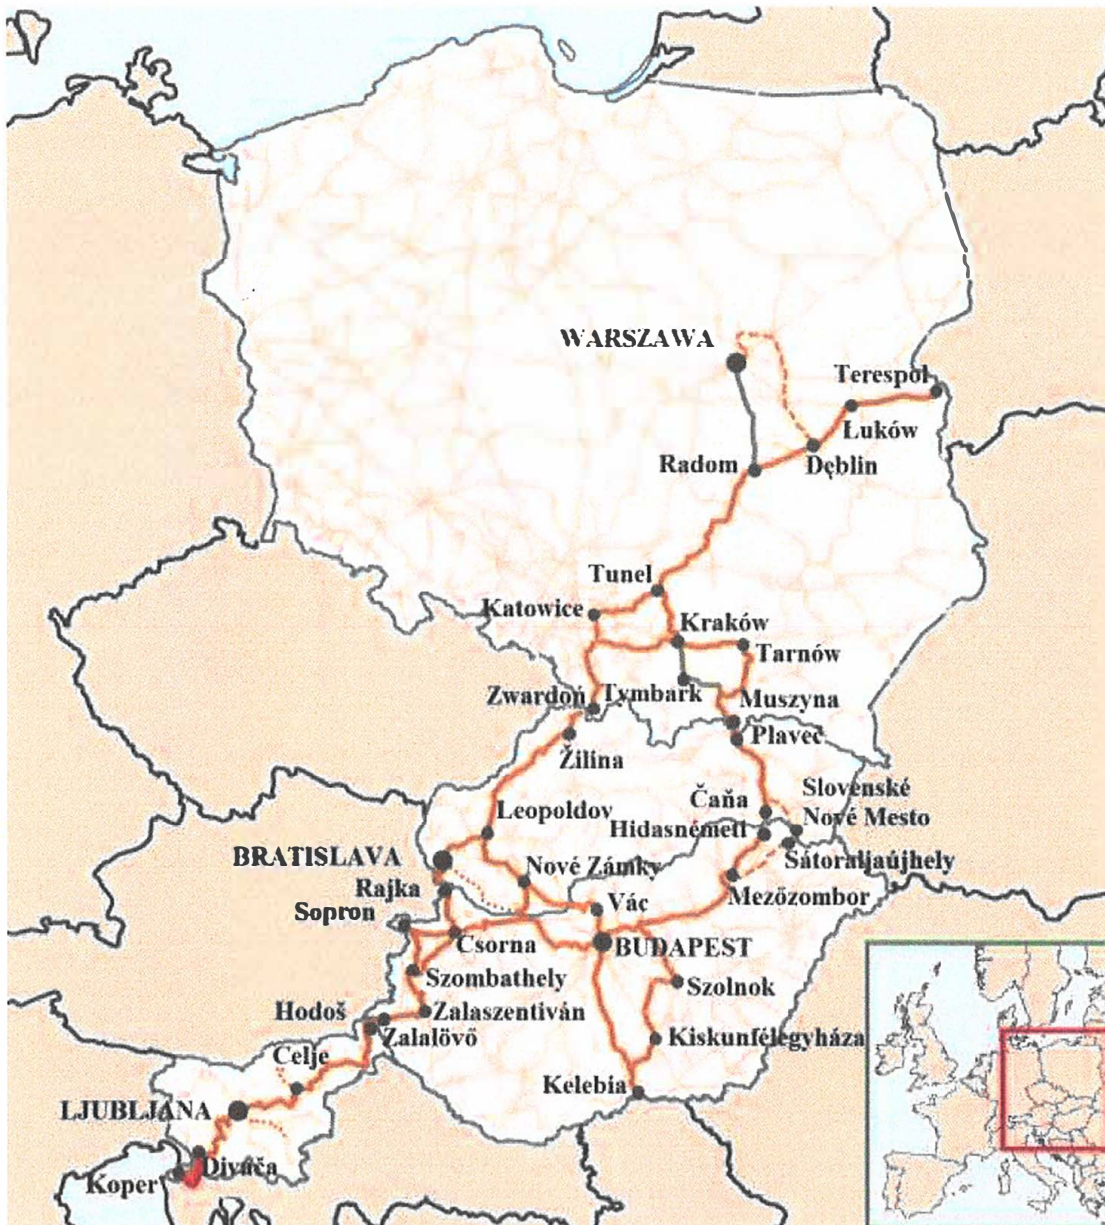 WARSZAWA
Terespol
Łuków
Radom
Dęblin
Tunel
Katowice
Kraków
Tarnów
Zwardoń
Tymbark
Muszyna
Plaveč
Žilina
Čaňa
Slovenské
Nové Mesto
Leopoldov
Hidasnémeti
BRATISLAVA
Nové Zámky
Sátoraljaújhely
Rajka
Mezőzombor
Sopron
Vác
Csorna
BUDAPEST
Szombathely
Szolnok
Hodoš
Zalaszentiván
Zalalövő
Kiskunfélegyháza
Celje
Kelebia
LJUBLJANA
Divača
Koper